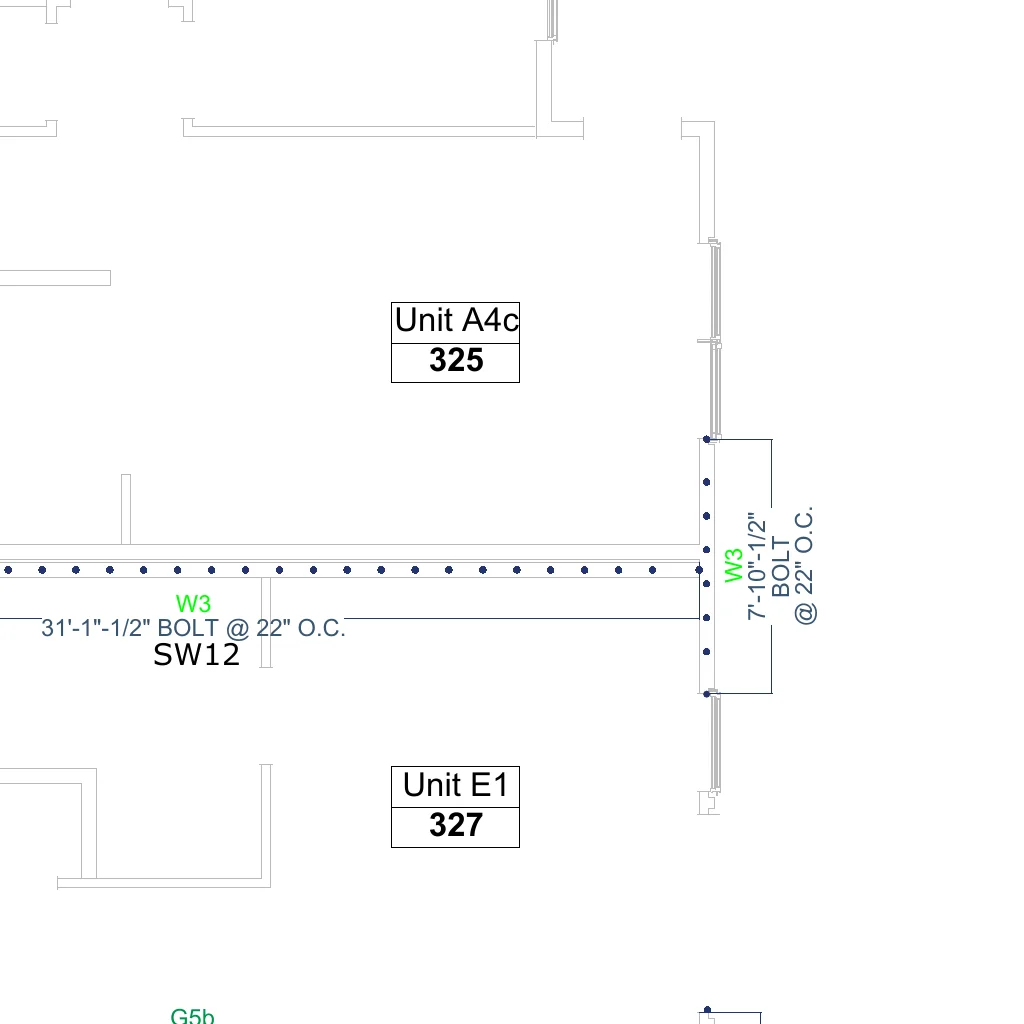 Unit A4c
325
W3
7'-10"-1/2"
BOLT
@ 22" O.C.
W3
31'-1"-1/2" BOLT @ 22" O.C.
SW12
Unit E1
327
G5b